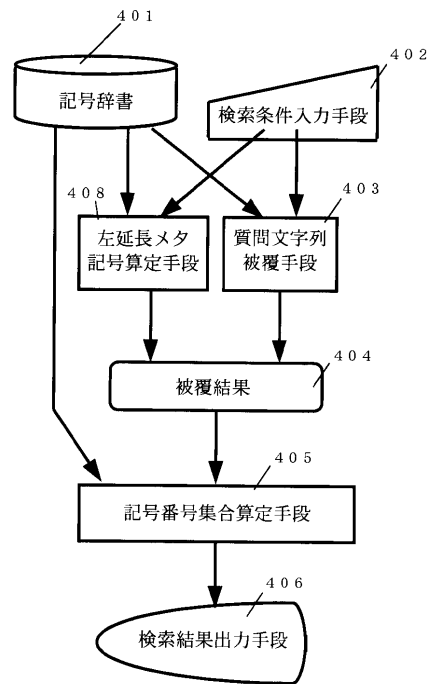 ４０１
記号辞書
４０２
検索条件入力手段
４０８
左延長メタ
記号算定手段
４０３
質問文字列
被覆手段
４０４
被覆結果
４０５
記号番号集合算定手段
４０６
検索結果出力手段